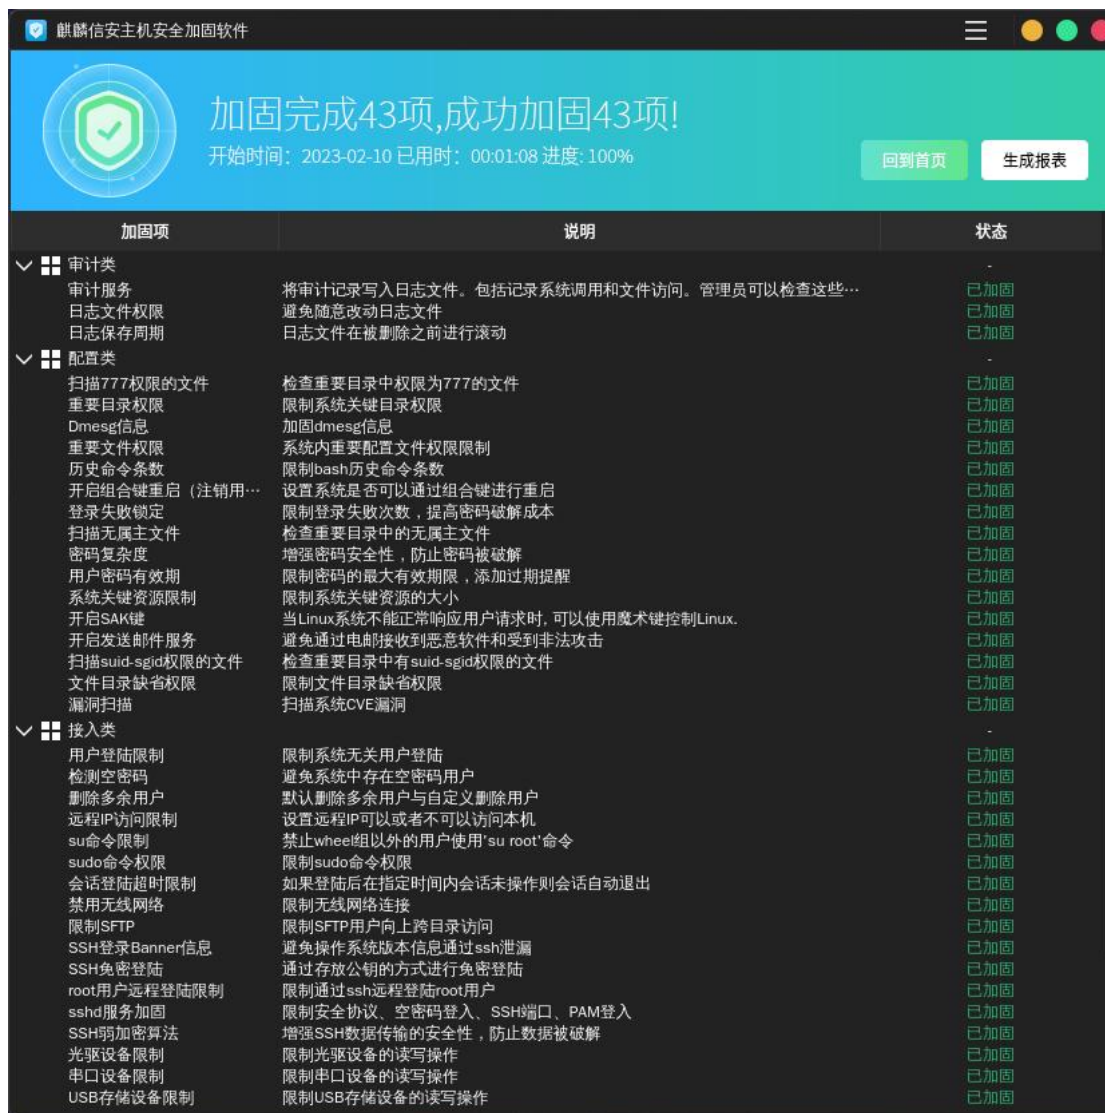 麒麟信安主机安全加固软件
加固完成43项,成功加固43项!
开始时间：2023-02-10 已用时：00:01:08 进度: 100%
回到首页 生成报表
加固项 说明 状态
审计类 -
审计服务 将审计记录写入日志文件。包括记录系统调用和文件访问。管理员可以检查这些… 已加固
日志文件权限 避免随意改动日志文件 已加固
日志保存周期 日志文件在被删除之前进行滚动 已加固
配置类 -
扫描777权限的文件 检查重要目录中权限为777的文件 已加固
重要目录权限 限制系统关键目录权限 已加固
Dmesg信息 加固dmesg信息 已加固
重要文件权限 系统内重要配置文件权限限制 已加固
历史命令条数 限制bash历史命令条数 已加固
开启组合键重启（注销用… 设置系统是否可以通过组合键进行重启 已加固
登录失败锁定 限制登录失败次数，提高密码破解成本 已加固
扫描无属主文件 检查重要目录中的无属主文件 已加固
密码复杂度 增强密码安全性，防止密码被破解 已加固
用户密码有效期 限制密码的最大有效期限，添加过期提醒 已加固
系统关键资源限制 限制系统关键资源的大小 已加固
开启SAK键 当Linux系统不能正常响应用户请求时, 可以使用魔术键控制Linux. 已加固
开启发送邮件服务 避免通过电邮接收到恶意软件和受到非法攻击 已加固
扫描suid-sgid权限的文件 检查重要目录中有suid-sgid权限的文件 已加固
文件目录缺省权限 限制文件目录缺省权限 已加固
漏洞扫描 扫描系统CVE漏洞 已加固
接入类 -
用户登陆限制 限制系统无关用户登陆 已加固
检测空密码 避免系统中存在空密码用户 已加固
删除多余用户 默认删除多余用户与自定义删除用户 已加固
远程IP访问限制 设置远程IP可以或者不可以访问本机 已加固
su命令限制 禁止wheel组以外的用户使用"su root"命令 已加固
sudo命令权限 限制sudo命令权限 已加固
会话登陆超时限制 如果登陆后在指定时间内会话未操作则会话自动退出 已加固
禁用无线网络 限制无线网络连接 已加固
限制SFTP 限制SFTP用户向上跨目录访问 已加固
SSH登录Banner信息 避免操作系统版本信息通过ssh泄漏 已加固
SSH免密登陆 通过存放公钥的方式进行免密登陆 已加固
root用户远程登陆限制 限制通过ssh远程登陆root用户 已加固
sshd服务加固 限制安全协议、空密码登入、SSH端口、PAM登入 已加固
SSH弱加密算法 增强SSH数据传输的安全性，防止数据被破解 已加固
光驱设备限制 限制光驱设备的读写操作 已加固
串口设备限制 限制串口设备的读写操作 已加固
USB存储设备限制 限制USB存储设备的读写操作 已加固